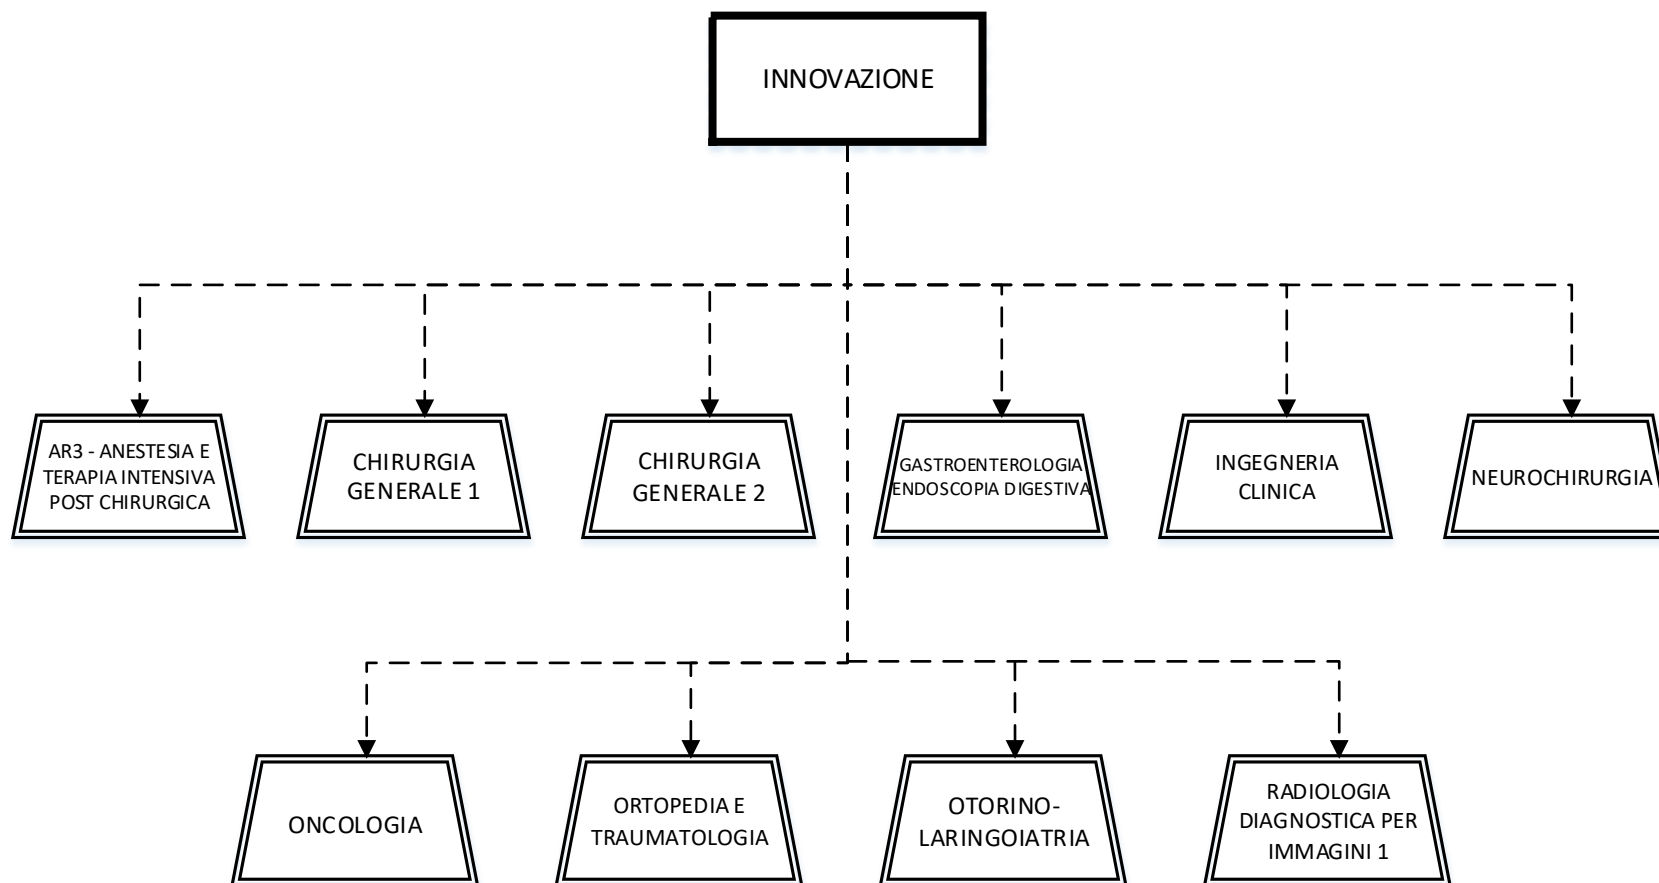 INNOVAZIONE
AR3 - ANESTESIA E
TERAPIA INTENSIVA
POST CHIRURGICA
CHIRURGIA
GENERALE 1
CHIRURGIA
GENERALE 2
GASTROENTEROLOGIA
ENDOSCOPIA DIGESTIVA
INGEGNERIA
CLINICA
NEUROCHIRURGIA
ONCOLOGIA
ORTOPEDIA E
TRAUMATOLOGIA
OTORINO-
LARINGOIATRIA
RADIOLOGIA
DIAGNOSTICA PER
IMMAGINI 1